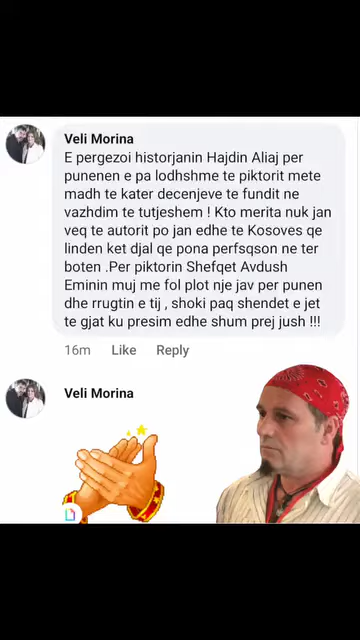 Veli Morina
E pergezoi historjanin Hajdin Aliaj per
punenen e pa lodhshme te piktorit mete
madh te kater decenjeve te fundit ne
vazhdim te tutjeshem ! Kto merita nuk jan
veq te autorit po jan edhe te Kosoves qe
linden ket djal qe pona perfsqson ne ter
boten .Per piktorin Shefqet Avdush
Eminin muj me fol plot nje jav per punen
dhe rrugtin e tij , shoki paq shendet e jet
te gjat ku presim edhe shum prej jush !!!
16m Like Reply
Veli Morina